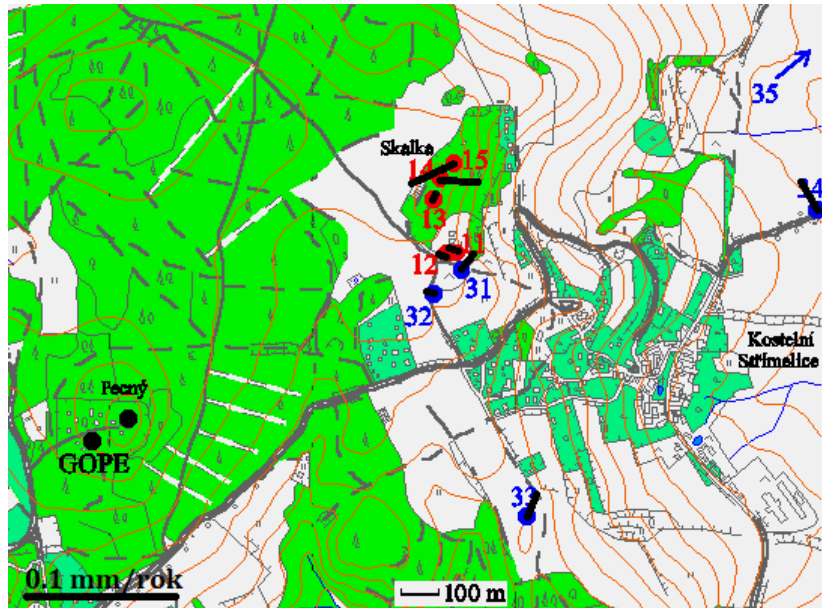 35
Skalka
14
15
34
13
11
12
31
32
Kostelní
Střimelice
Pecný
GOPE
33
0.1 mm/rok
100 m